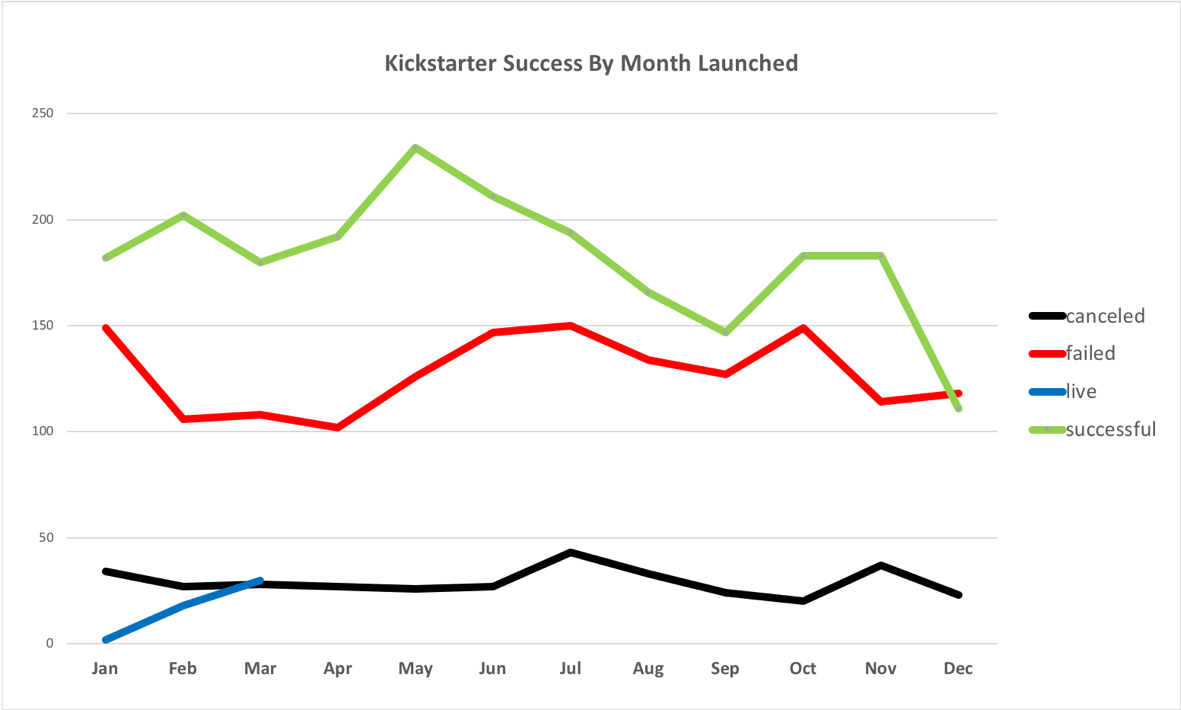 Kickstarter Success By Month Launched
250
200
150
100
50
0
Jan Feb Mar Apr May Jun Jul Aug Sep Oct Nov Dec
canceled
failed
live
successful